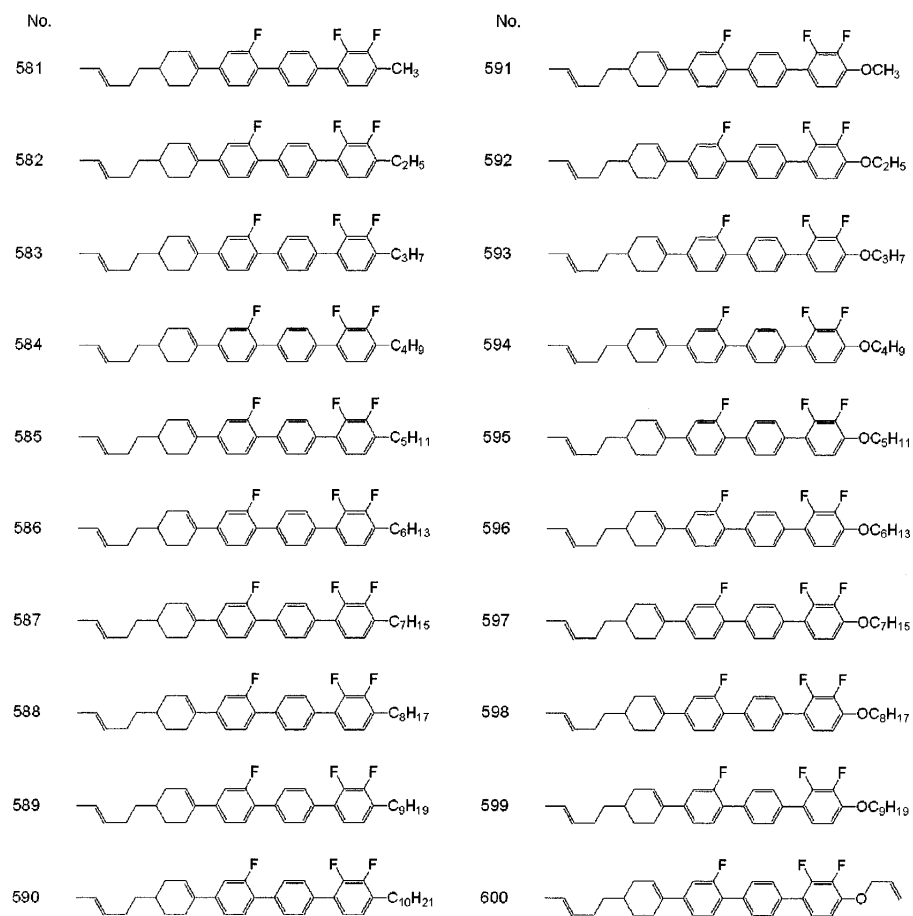 No.
F F F
581 CH3
F F F
582 C2H5
F F F
583 C3H7
F F F
584 C4H9
F F F
585 C5H11
F F F
586 C6H13
F F F
587 C7H15
F F F
588 C8H17
F F F
589 C9H19
F F F
590 C10H21
No.
F F F
591 OCH3
F F F
592 OC2H5
F F F
593 OC3H7
F F F
594 OC4H9
F F F
595 OC5H11
F F F
596 OC6H13
F F F
597 OC7H15
F F F
598 OC8H17
F F F
599 OC9H19
F F F
600 O